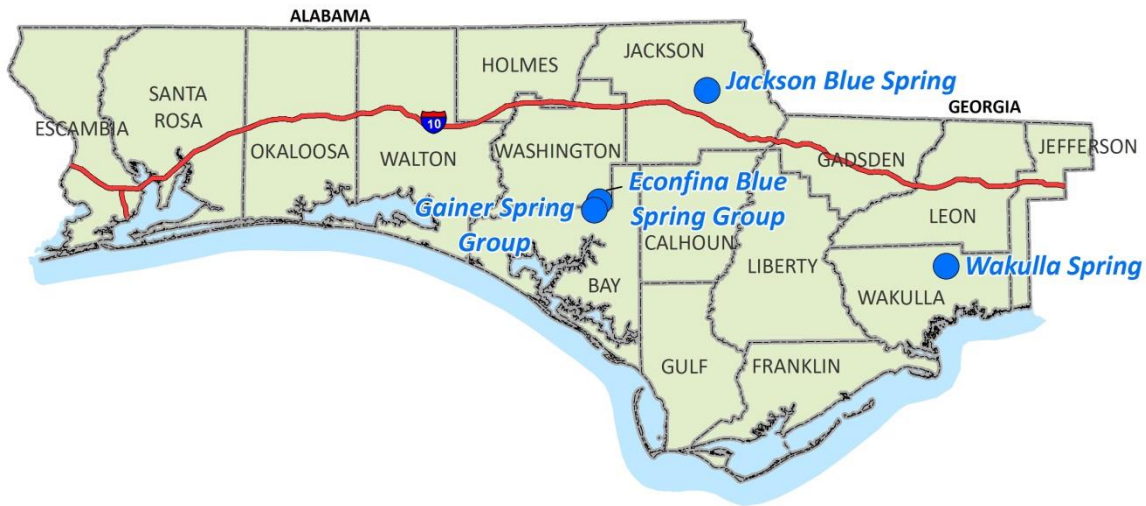 ALABAMA
JACKSON
HOLMES
Jackson Blue Spring
SANTA
ROSA
GEORGIA
ESCAMBIA
10
OKALOOSA
WALTON
WASHINGTON
GADSDEN
JEFFERSON
Econfina Blue
Spring Group
Gainer Spring
Group
LEON
CALHOUN
LIBERTY
Wakulla Spring
BAY
WAKULLA
GULF
FRANKLIN